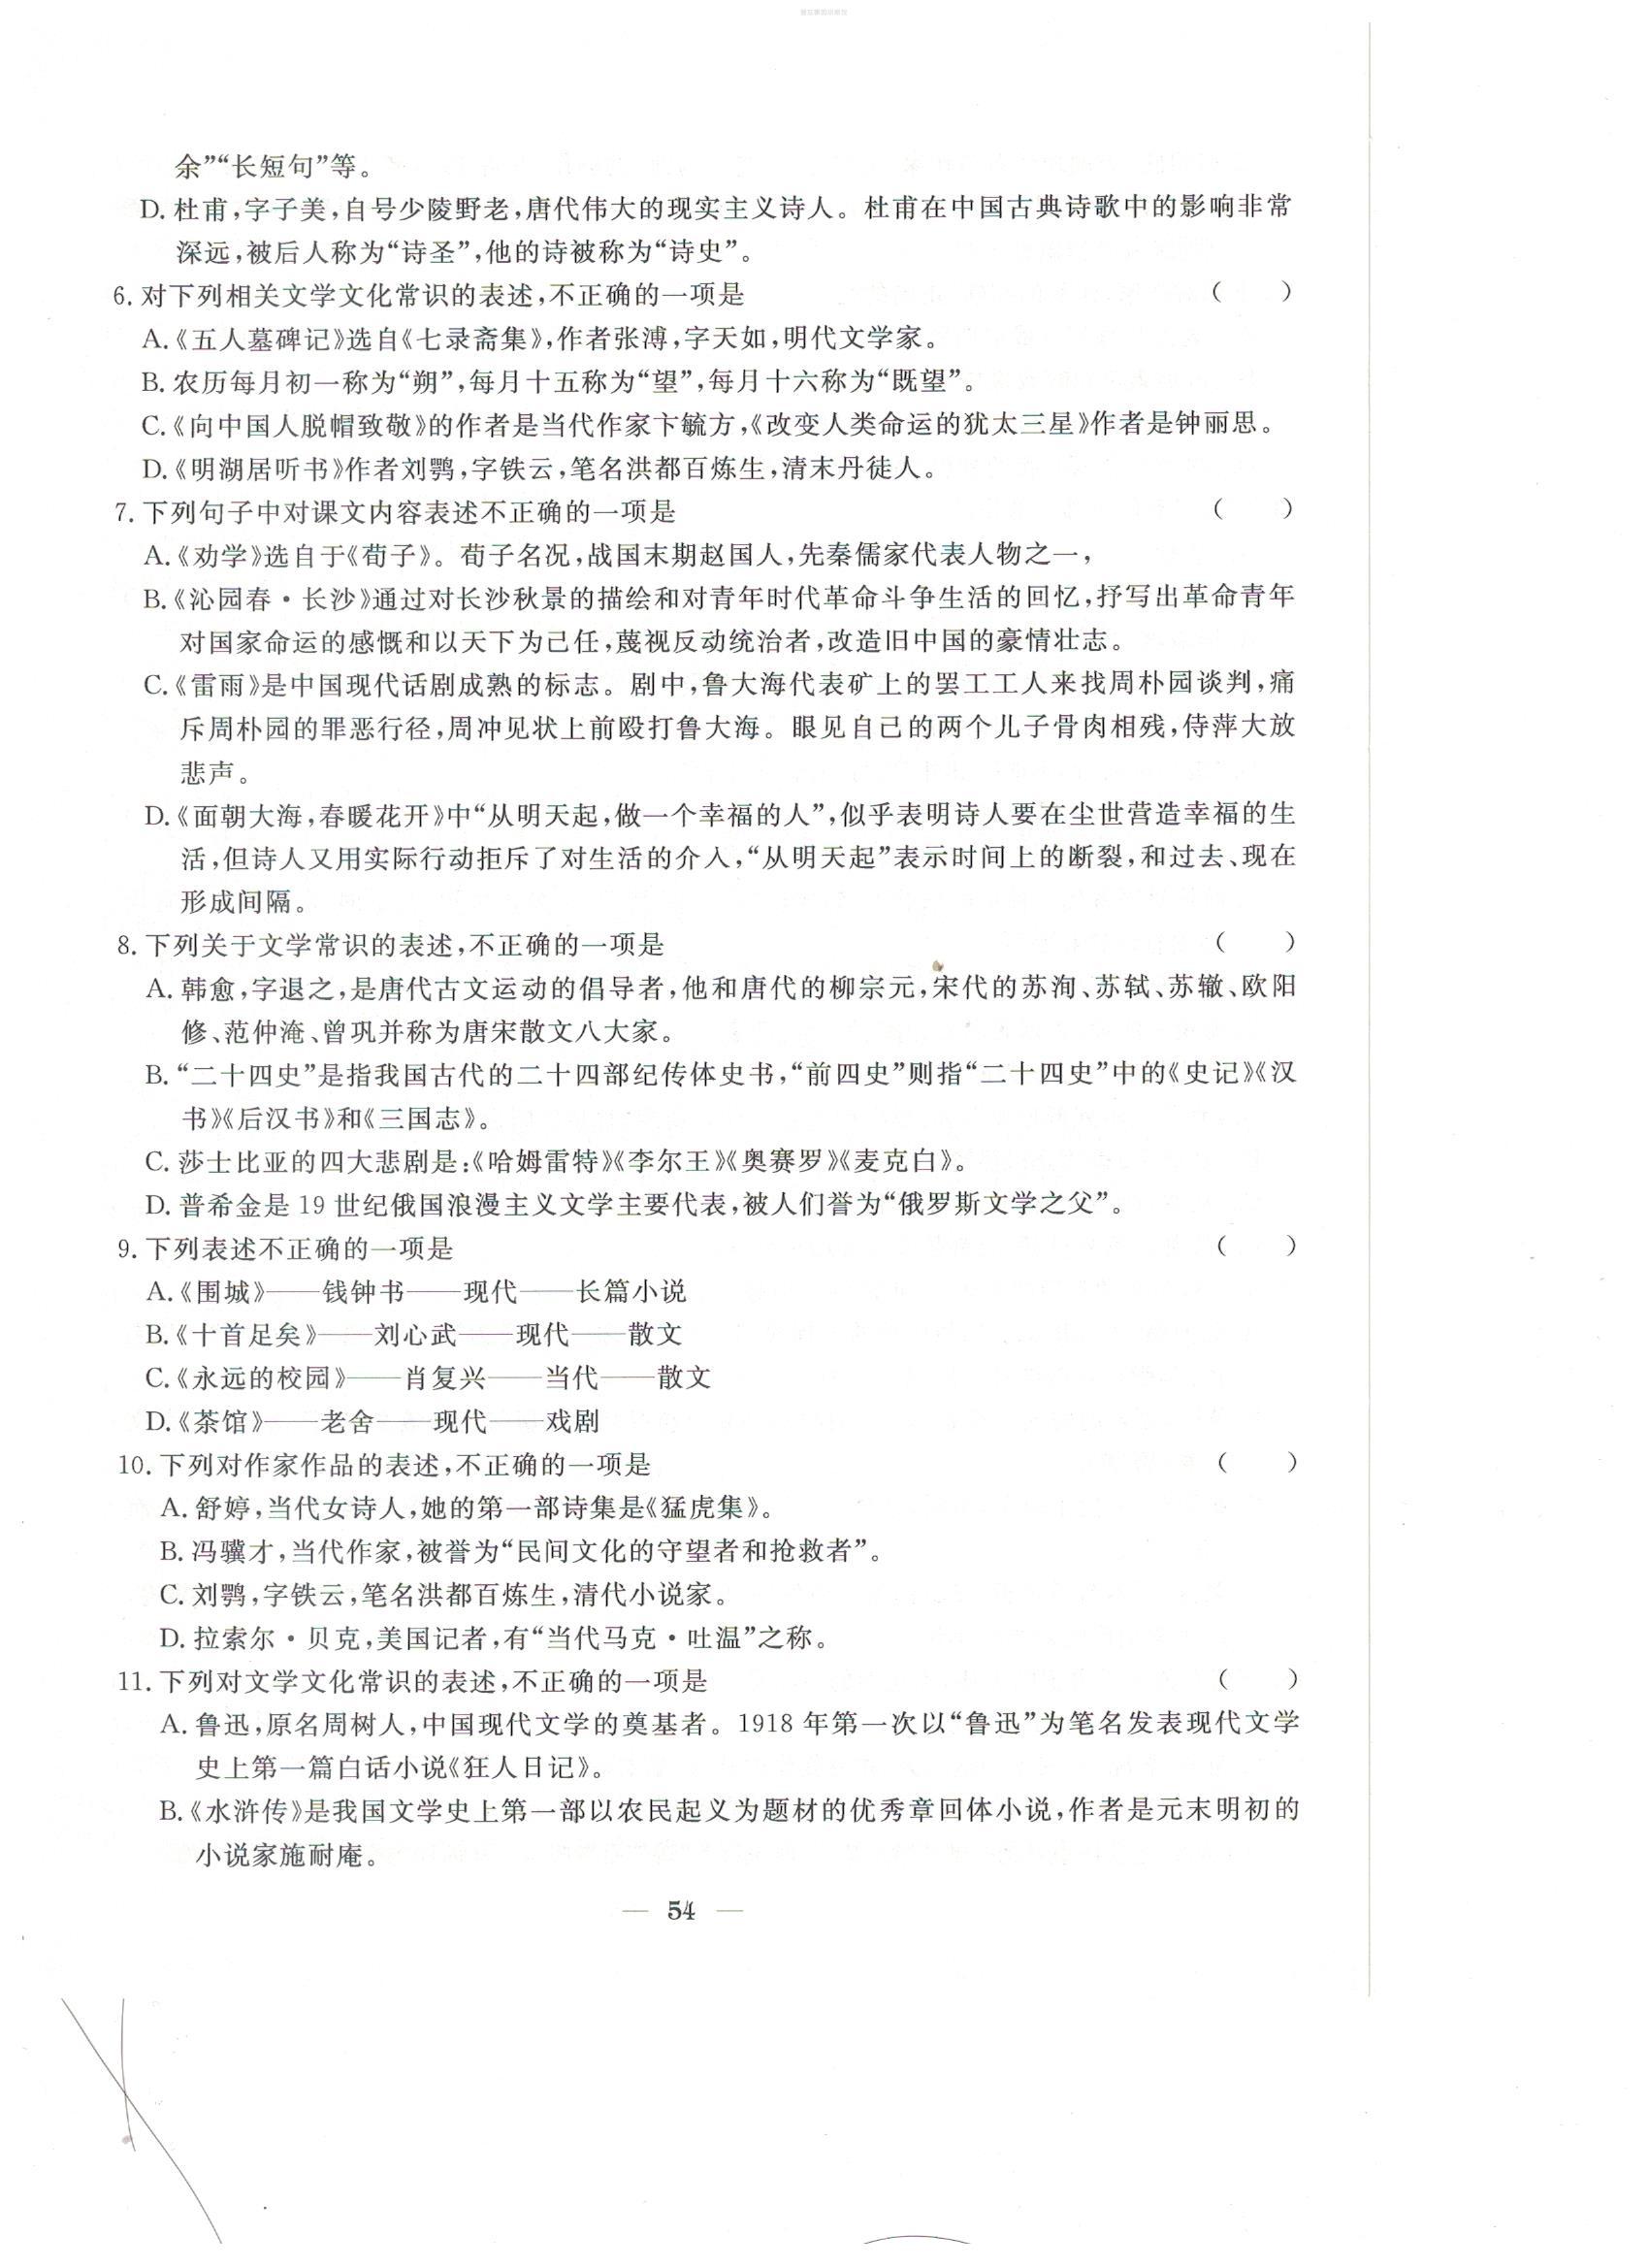 余”“长短句”等。
D. 杜甫,字子美,自号少陵野老,唐代伟大的现实主义诗人。杜甫在中国古典诗歌中的影响非常
深远,被后人称为“诗圣”,他的诗被称为“诗史”。
6. 对下列相关文学文化常识的表述,不正确的一项是 ( )
A.《五人墓碑记》选自《七录斋集》,作者张溥,字天如,明代文学家。
B. 农历每月初一称为“朔”,每月十五称为“望”,每月十六称为“既望”。
C.《向中国人脱帽致敬》的作者是当代作家卞毓方,《改变人类命运的犹太三星》作者是钟丽思。
D.《明湖居听书》作者刘鹗,字铁云,笔名洪都百炼生,清末丹徒人。
7. 下列句子中对课文内容表述不正确的一项是 ( )
A.《劝学》选自于《荀子》。荀子名况,战国末期赵国人,先秦儒家代表人物之一,
B.《沁园春·长沙》通过对长沙秋景的描绘和对青年时代革命斗争生活的回忆,抒写出革命青年
对国家命运的感慨和以天下为己任,蔑视反动统治者,改造旧中国的豪情壮志。
C.《雷雨》是中国现代话剧成熟的标志。剧中,鲁大海代表矿上的罢工工人来找周朴园谈判,痛
斥周朴园的罪恶行径,周冲见状上前殴打鲁大海。眼见自己的两个儿子骨肉相残,侍萍大放
悲声。
D.《面朝大海,春暖花开》中“从明天起,做一个幸福的人”,似乎表明诗人要在尘世营造幸福的生
活,但诗人又用实际行动拒斥了对生活的介入,“从明天起”表示时间上的断裂,和过去、现在
形成间隔。
8. 下列关于文学常识的表述,不正确的一项是 ( )
A. 韩愈,字退之,是唐代古文运动的倡导者,他和唐代的柳宗元,宋代的苏洵、苏轼、苏辙、欧阳
修、范仲淹、曾巩并称为唐宋散文八大家。
B. “二十四史”是指我国古代的二十四部纪传体史书,“前四史”则指“二十四史”中的《史记》《汉
书》《后汉书》和《三国志》。
C. 莎士比亚的四大悲剧是:《哈姆雷特》《李尔王》《奥赛罗》《麦克白》。
D. 普希金是 19 世纪俄国浪漫主义文学主要代表,被人们誉为“俄罗斯文学之父”。
9. 下列表述不正确的一项是 ( )
A.《围城》——钱钟书——现代——长篇小说
B.《十首足矣》——刘心武——现代——散文
C.《永远的校园》——肖复兴——当代——散文
D.《茶馆》——老舍——现代——戏剧
10. 下列对作家作品的表述,不正确的一项是 ( )
A. 舒婷,当代女诗人,她的第一部诗集是《猛虎集》。
B. 冯骥才,当代作家,被誉为“民间文化的守望者和抢救者”。
C. 刘鹗,字铁云,笔名洪都百炼生,清代小说家。
D. 拉索尔·贝克,美国记者,有“当代马克·吐温”之称。
11. 下列对文学文化常识的表述,不正确的一项是 ( )
A. 鲁迅,原名周树人,中国现代文学的奠基者。1918 年第一次以“鲁迅”为笔名发表现代文学
史上第一篇白话小说《狂人日记》。
B.《水浒传》是我国文学史上第一部以农民起义为题材的优秀章回体小说,作者是元末明初的
小说家施耐庵。
— 54 —